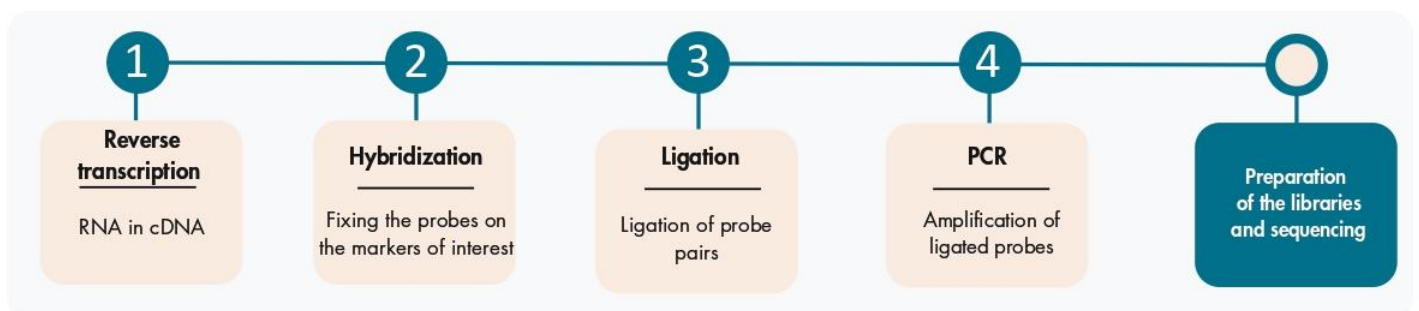 1
2
3
4
Reverse
transcription
RNA in cDNA
Hybridization
Fixing the probes on
the markers of interest
Ligation
Ligation of probe
pairs
PCR
Amplification of
ligated probes
Preparation
of the libraries
and sequencing